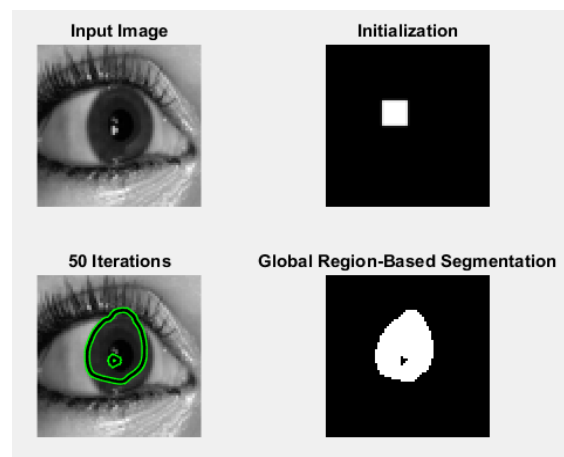 Input Image
Initialization
50 Iterations
Global Region-Based Segmentation